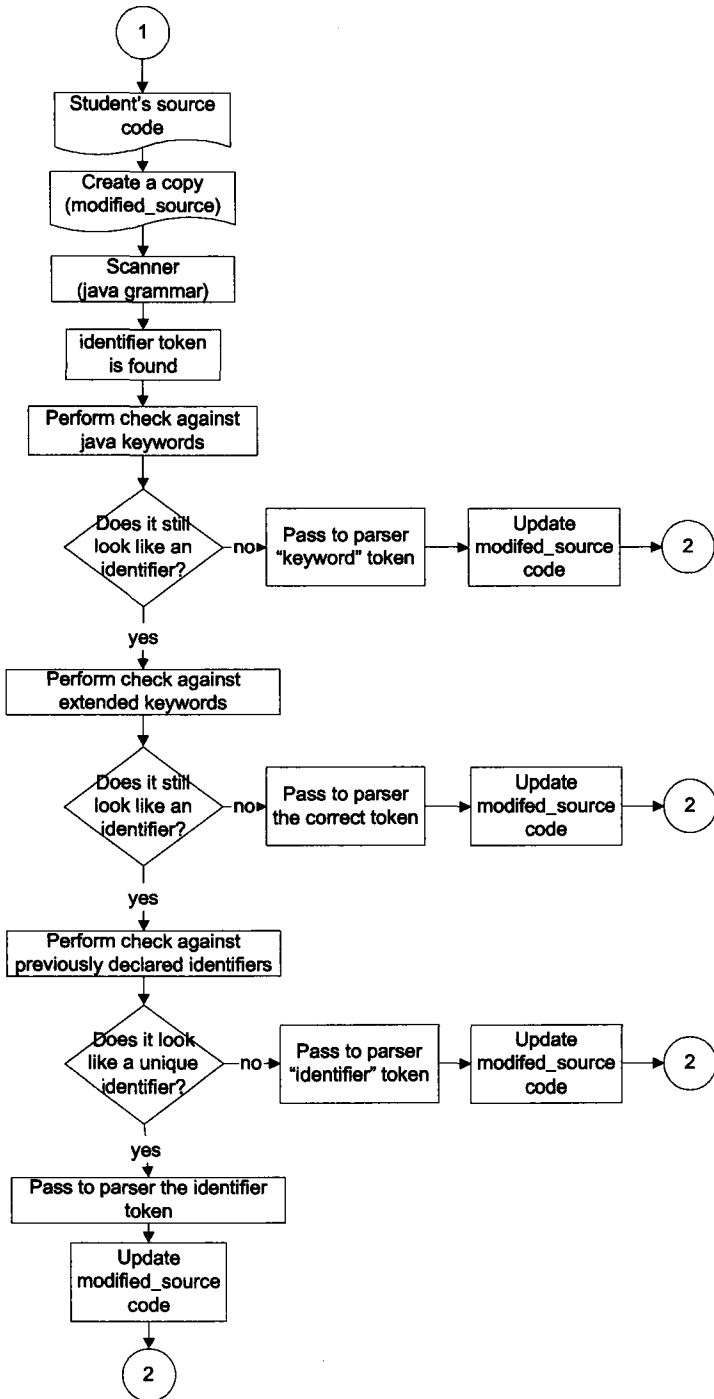 1
Student's source
code
Create a copy
(modified_source)
Scanner
(java grammar)
identifier token
is found
Perform check against
java keywords
Does it still
look like an
identifier?
no
Pass to parser
“keyword” token
Update
modifed_source
code
2
yes
Perform check against
extended keywords
Does it still
look like an
identifier?
no
Pass to parser
the correct token
Update
modifed_source
code
2
yes
Perform check against
previously declared identifiers
Does it look
like a unique
identifier?
no
Pass to parser
“identifier” token
Update
modifed_source
code
2
yes
Pass to parser the identifier
token
Update
modified_source
code
2